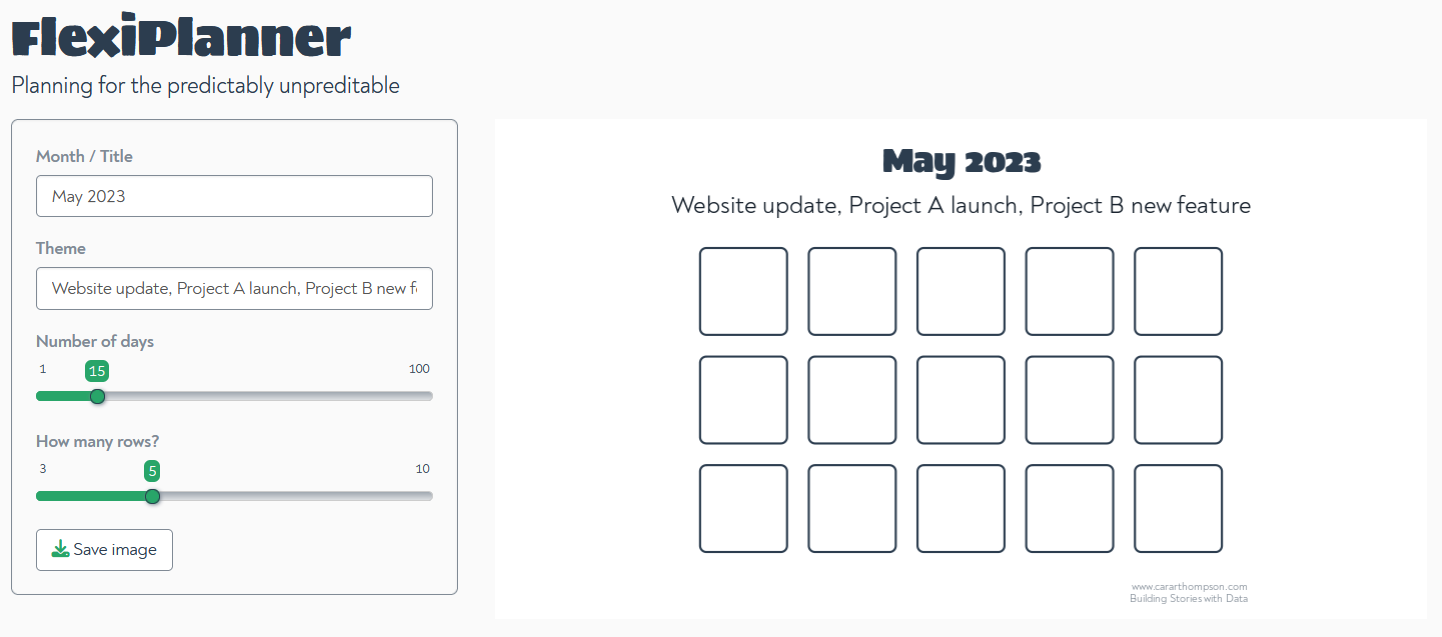 FlexiPlanner
Planning for the predictably unpreditable
Month / Title
May 2023
Theme
Website update, Project A launch, Project B new f
Number of days
1
15
100
How many rows?
3
5
10
Save image
May 2023
Website update, Project A launch, Project B new feature
www.cararthompson.com
Building Stories with Data